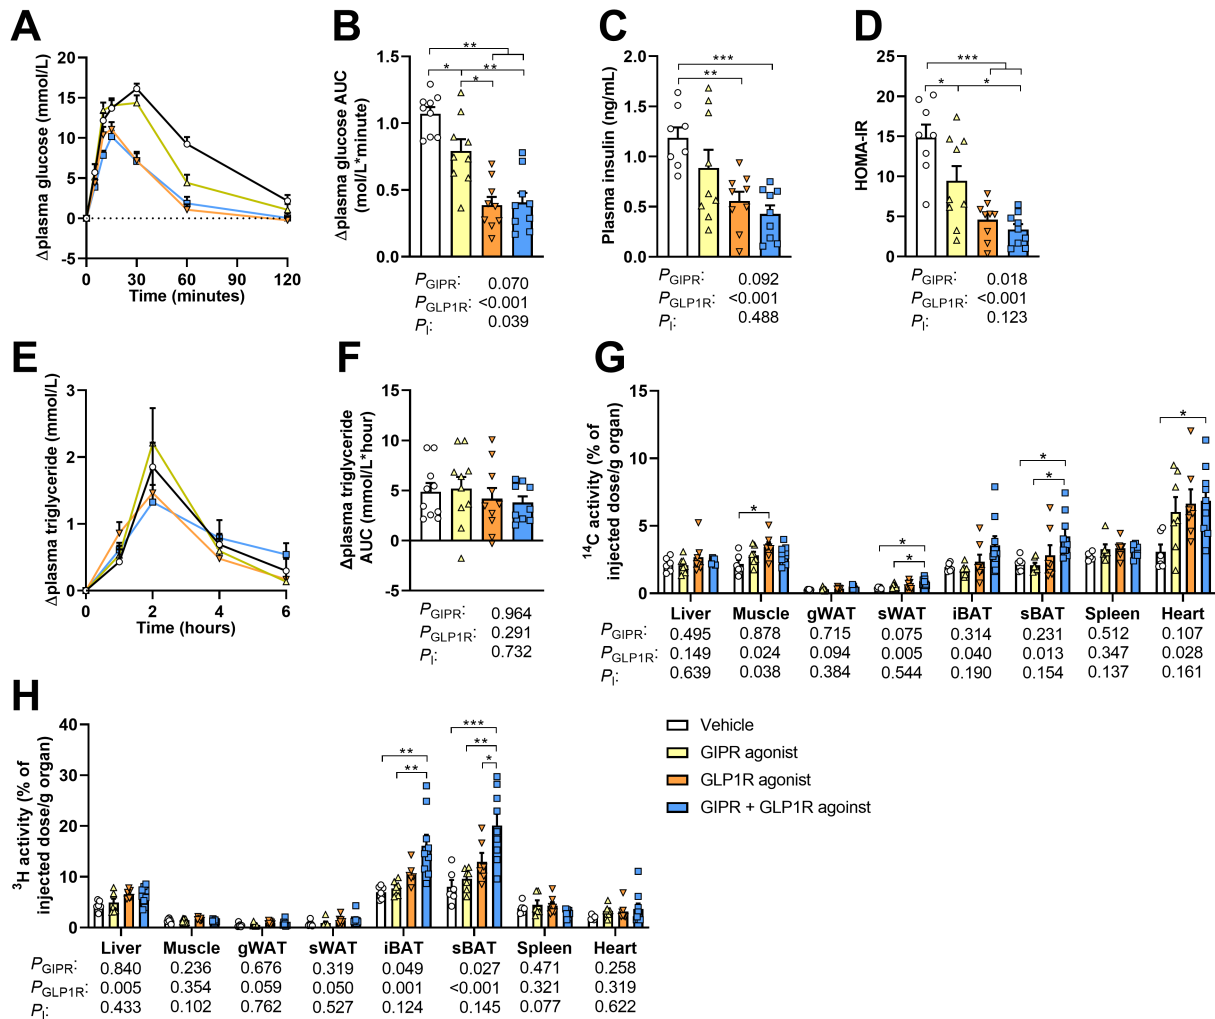 A
Δplasma glucose (mmol/L)
20
15
10
5
0
-5
0 30 60 90 120
Time (minutes)
B
Δplasma glucose AUC
(mol/L*minute)
1.5
1.0
0.5
0.0
**
* **
*
PGIPR: 0.070
PGLP1R: <0.001
PI: 0.039
C
Plasma insulin (ng/mL)
2.0
1.5
1.0
0.5
0.0
***
**
0.092
<0.001
0.488
PGIPR:
PGLP1R:
PI:
D
HOMA-IR
25
20
15
10
5
0
***
* *
PGIPR: 0.018
PGLP1R: <0.001
PI: 0.123
E
Δplasma triglyceride (mmol/L)
3
2
1
0
0 2 4 6
Time (hours)
F
Δplasma triglyceride
AUC (mmol/L*hour)
15
10
5
0
-5
PGIPR: 0.964
PGLP1R: 0.291
PI: 0.732
G
14C activity (% of
injected dose/g organ)
15
10
5
0
*
*
*
*
*
*
Liver Muscle gWAT sWAT iBAT sBAT Spleen Heart
PGIPR: 0.495 0.878 0.715 0.075 0.314 0.231 0.512 0.107
PGLP1R: 0.149 0.024 0.094 0.005 0.040 0.013 0.347 0.028
PI: 0.639 0.038 0.384 0.544 0.190 0.154 0.137 0.161
H
3H activity (% of
injected dose/g organ)
40
30
20
10
0
**
**
***
**
*
Liver Muscle gWAT sWAT iBAT sBAT Spleen Heart
PGIPR: 0.840 0.236 0.676 0.319 0.049 0.027 0.471 0.258
PGLP1R: 0.005 0.354 0.059 0.050 0.001 <0.001 0.321 0.319
PI: 0.433 0.102 0.762 0.527 0.124 0.145 0.077 0.622
Vehicle
GIPR agonist
GLP1R agonist
GIPR + GLP1R agoinst